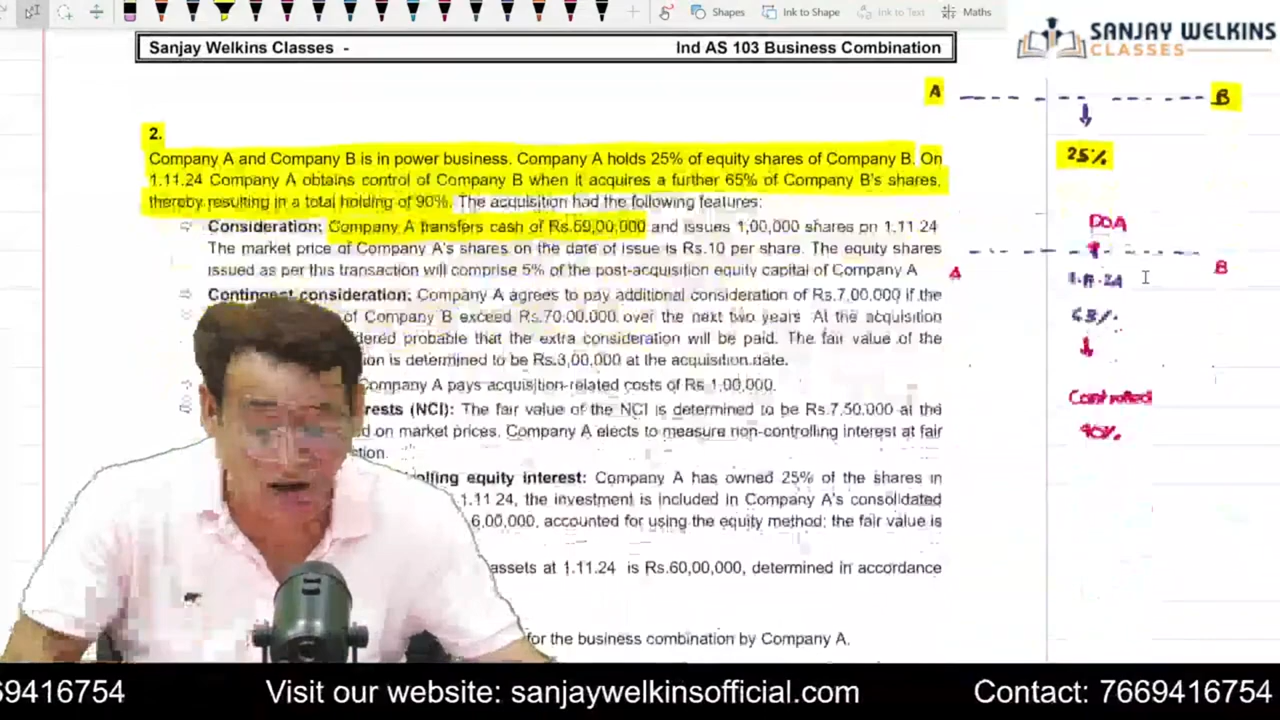 Shapes Ink to Shape Ink to Text Maths
Sanjay Welkins Classes - Ind AS 103 Business Combination
SANJAY WELKINS
CLASSES
A B
2.
Company A and Company B is in power business. Company A holds 25% of equity shares of Company B. On
25%
1.11.24 Company A obtains control of Company B when it acquires a further 65% of Company B's shares,
thereby resulting in a total holding of 90%. The acquisition had the following features:
Consideration: Company A transfers cash of Rs.59,00,000 and issues 1,00,000 shares on 1.11.24
DOA
The market price of Company A's shares on the date of issue is Rs.10 per share. The equity shares
issued as per this transaction will comprise 5% of the post-acquisition equity capital of Company A
A B
1.11.24
Contingent consideration: Company A agrees to pay additional consideration of Rs.7,00,000 if the
of Company B exceed Rs.70,00,000 over the next two years. At the acquisition
65%
dered probable that the extra consideration will be paid. The fair value of the
ion is determined to be Rs.3,00,000 at the acquisition date.
Company A pays acquisition-related costs of Rs 1,00,000.
Controlled
rests (NCI): The fair value of the NCI is determined to be Rs.7,50,000 at the
d on market prices. Company A elects to measure non-controlling interest at fair
90%
tion.
lling equity interest: Company A has owned 25% of the shares in
1.11 24, the investment is included in Company A's consolidated
6,00,000, accounted for using the equity method; the fair value is
assets at 1.11.24 is Rs.60,00,000, determined in accordance
for the business combination by Company A.
69416754 Visit our website: sanjaywelkinsofficial.com Contact: 7669416754